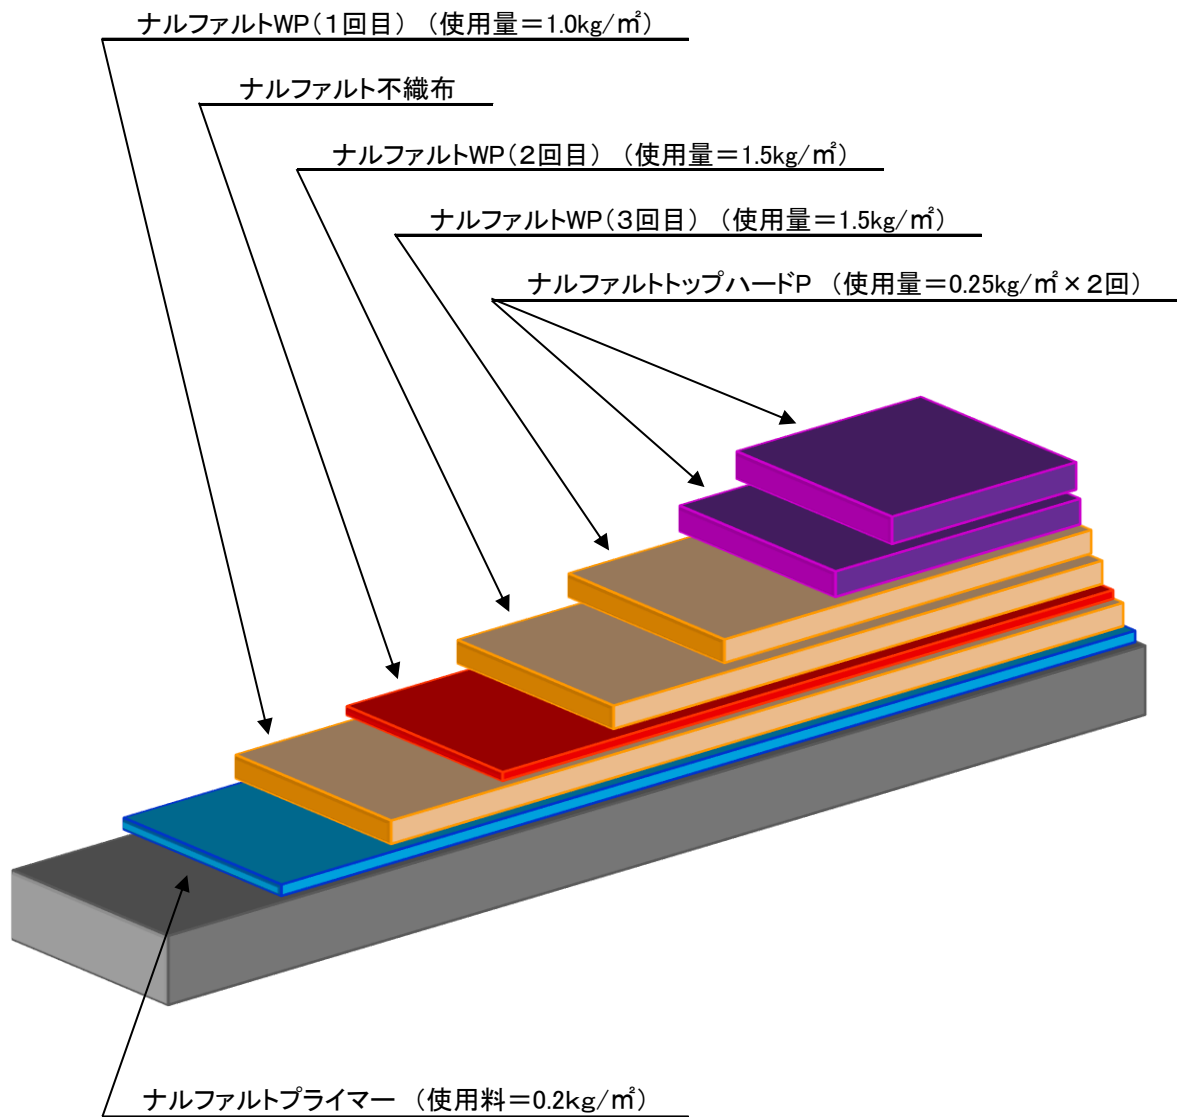 ナルファルトWP（１回目）　（使用量＝1.0kg/㎡）
ナルファルト不織布
ナルファルトWP（２回目）　（使用量＝1.5kg/㎡）
ナルファルトWP（３回目）　（使用量＝1.5kg/㎡）
ナルファルトトップハードP　（使用量＝0.25kg/㎡×２回）
ナルファルトプライマー　（使用料＝0.2kg/㎡）